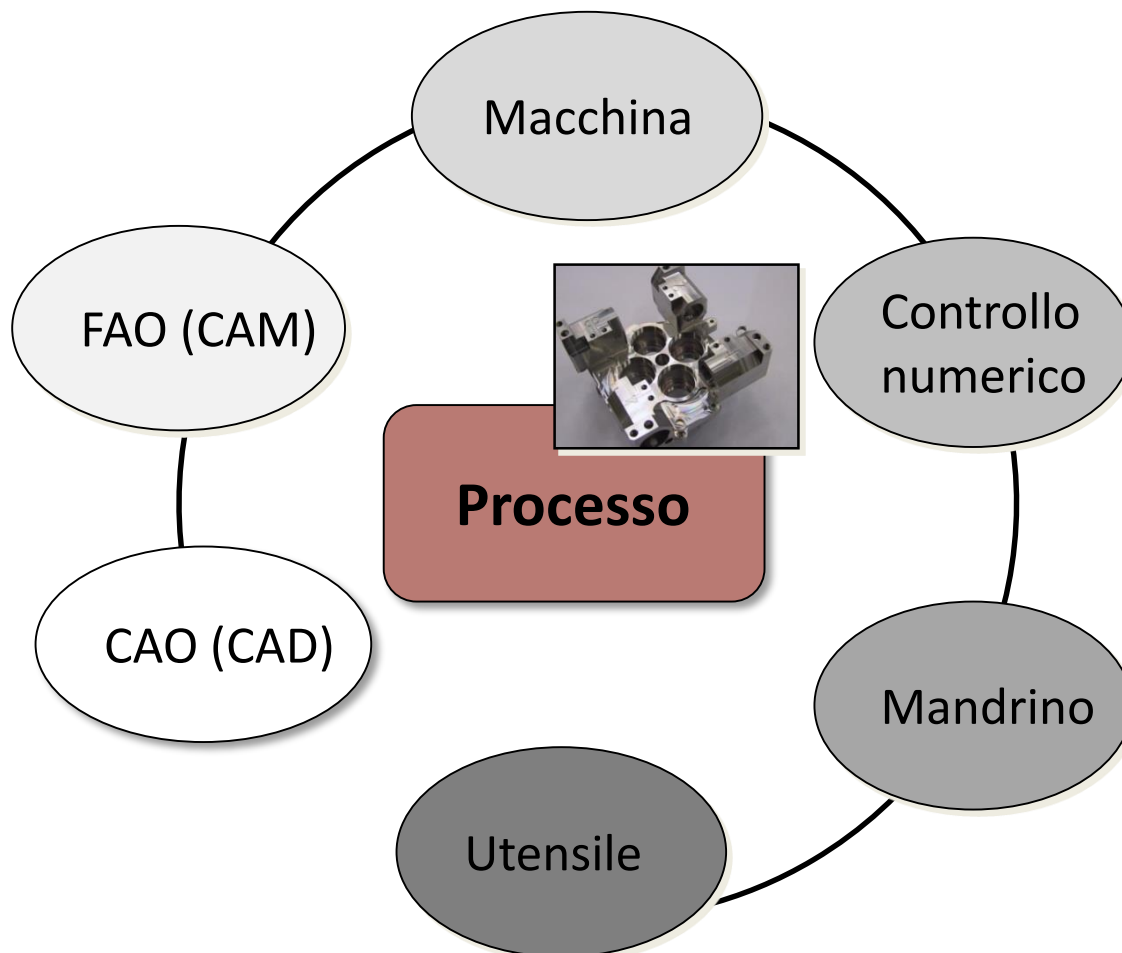 Macchina
FAO (CAM)
Controllo
numerico
Processo
CAO (CAD)
Mandrino
Utensile